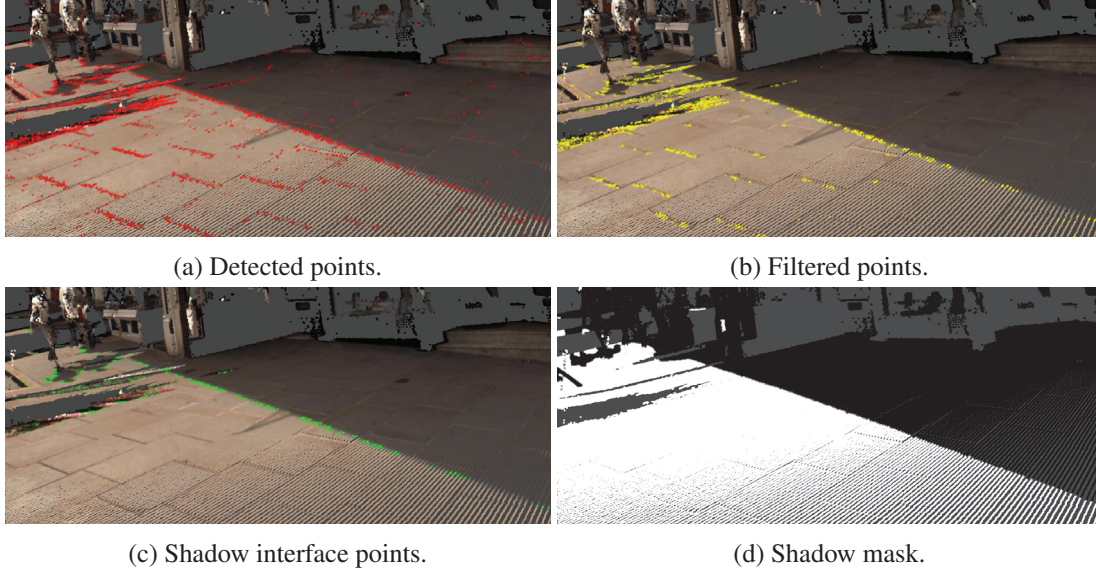 (a) Detected points.
(b) Filtered points.
(c) Shadow interface points.
(d) Shadow mask.